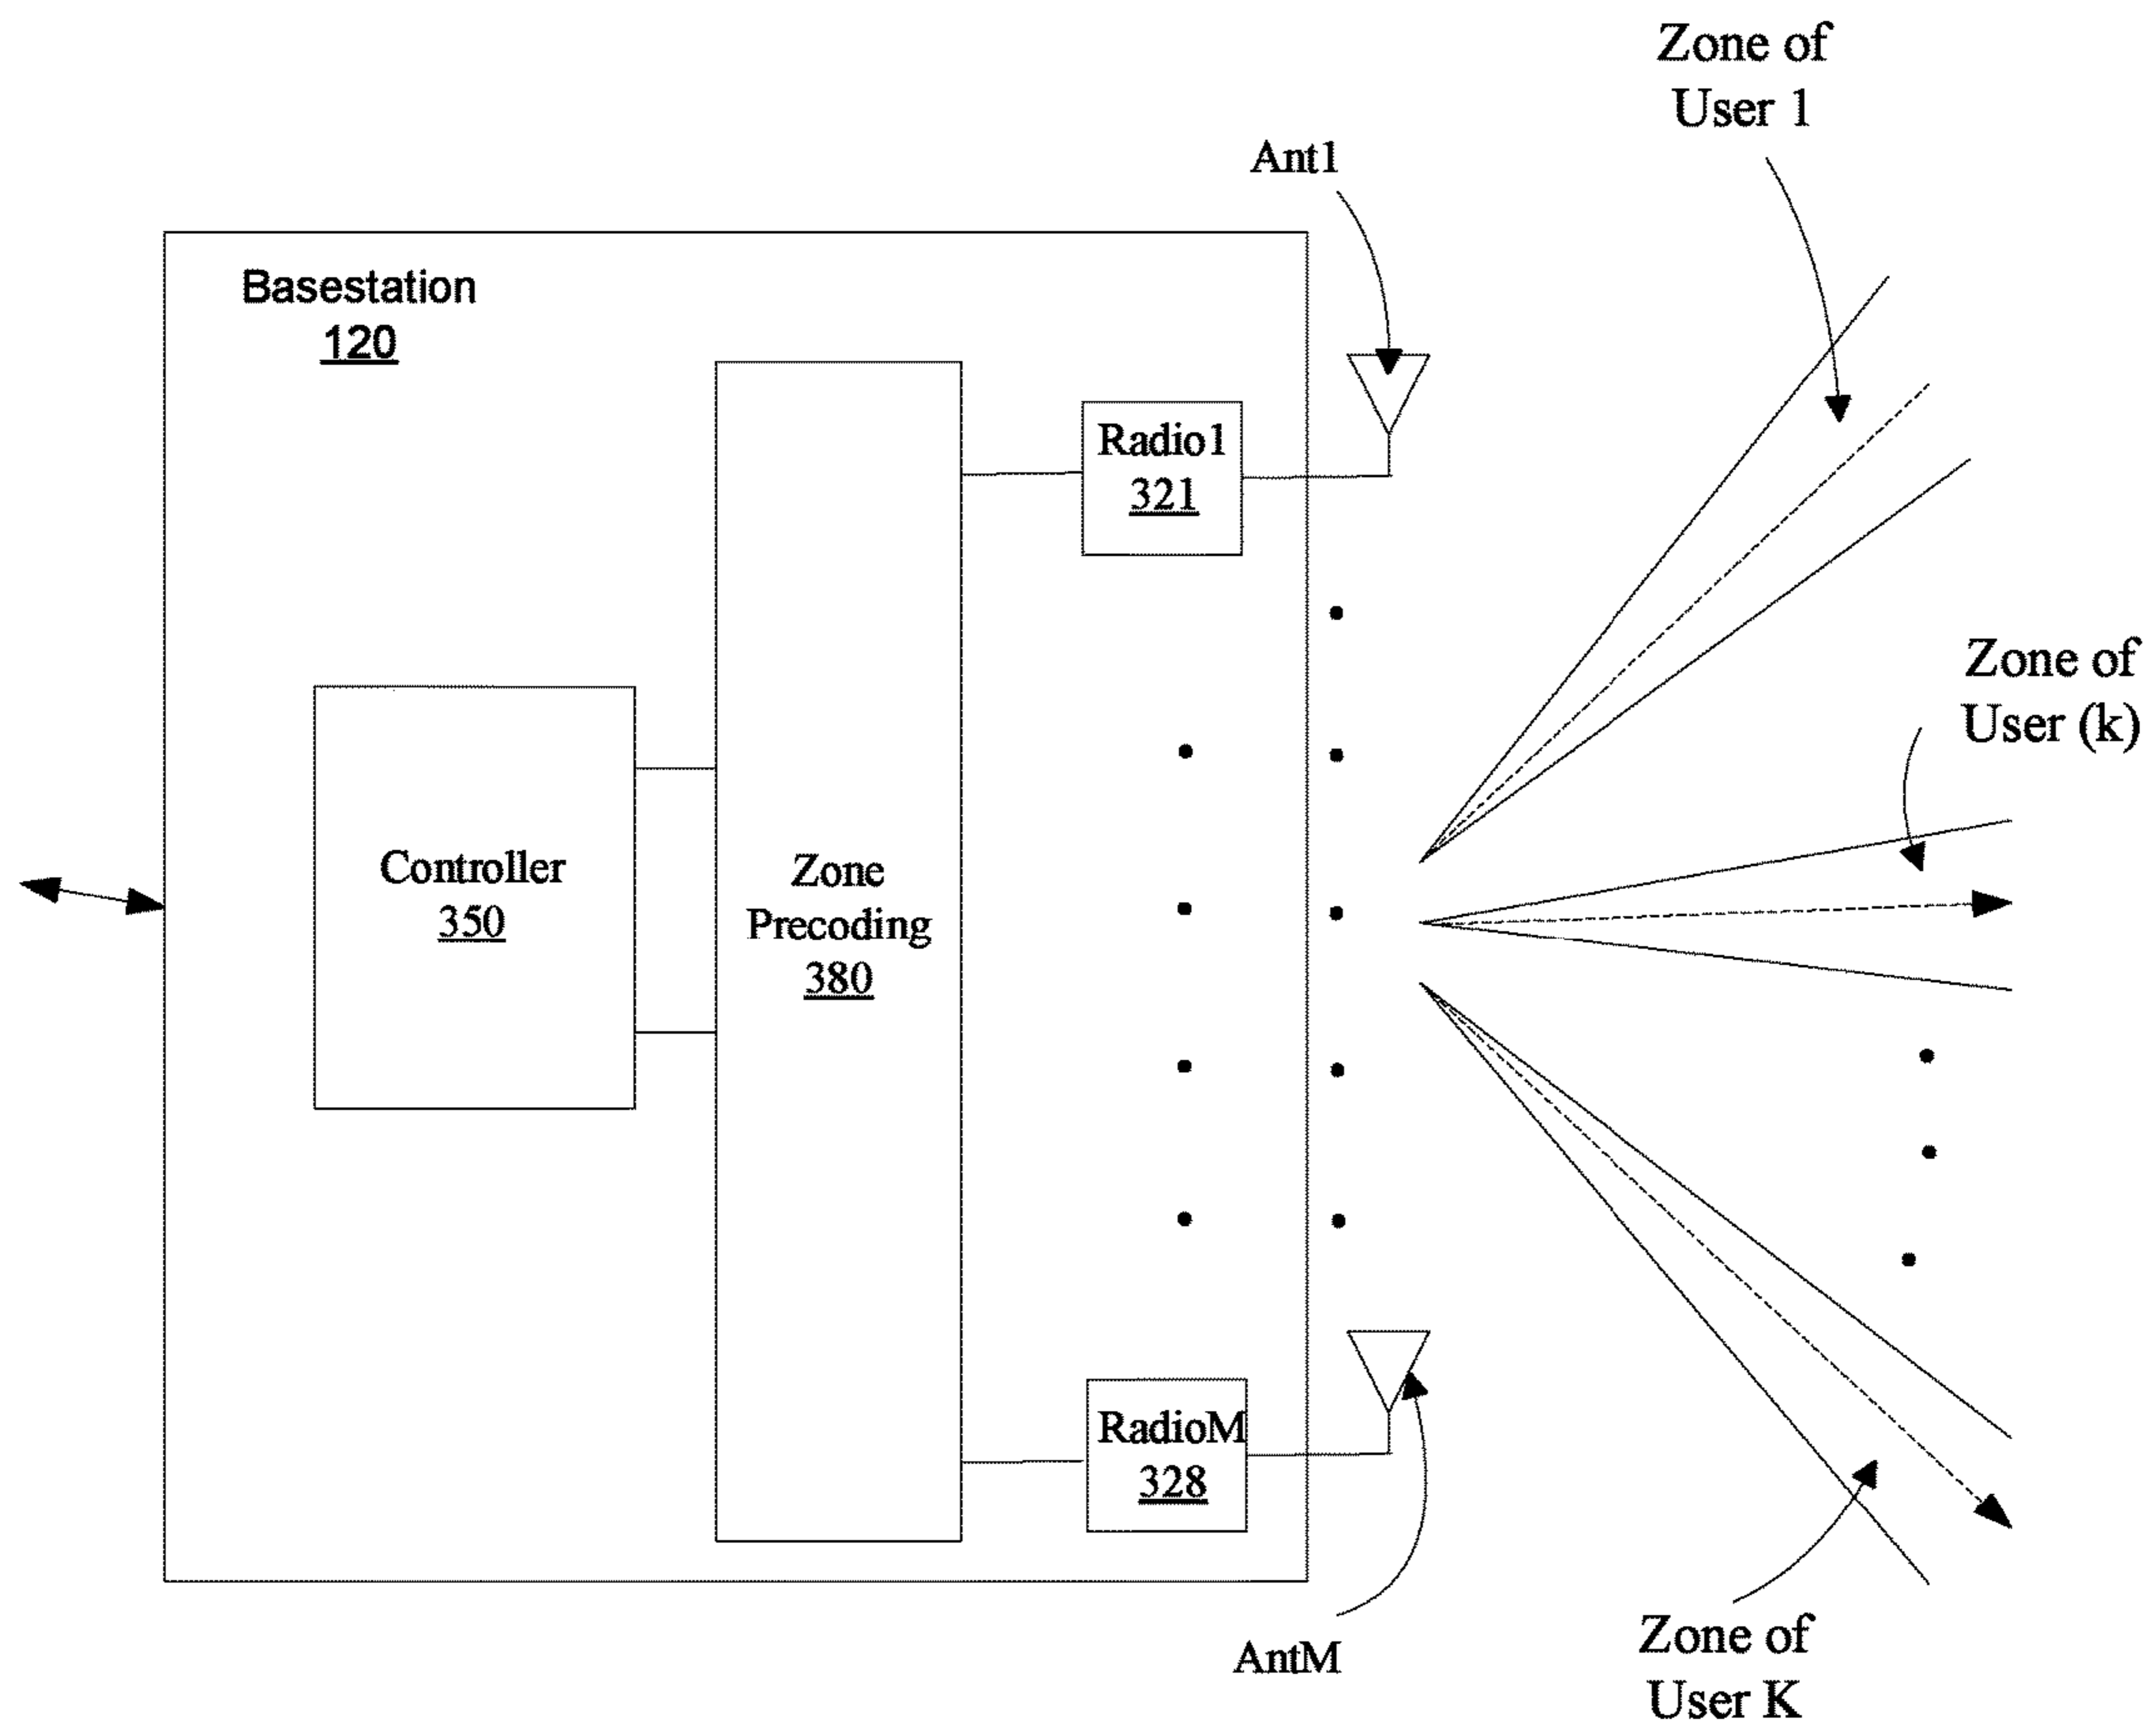 Zone of
User 1
Ant1
Basestation
120
Radio1
321
Zone of
User (k)
Controller
350
Zone
Precoding
380
RadioM
328
AntM
Zone of
User K